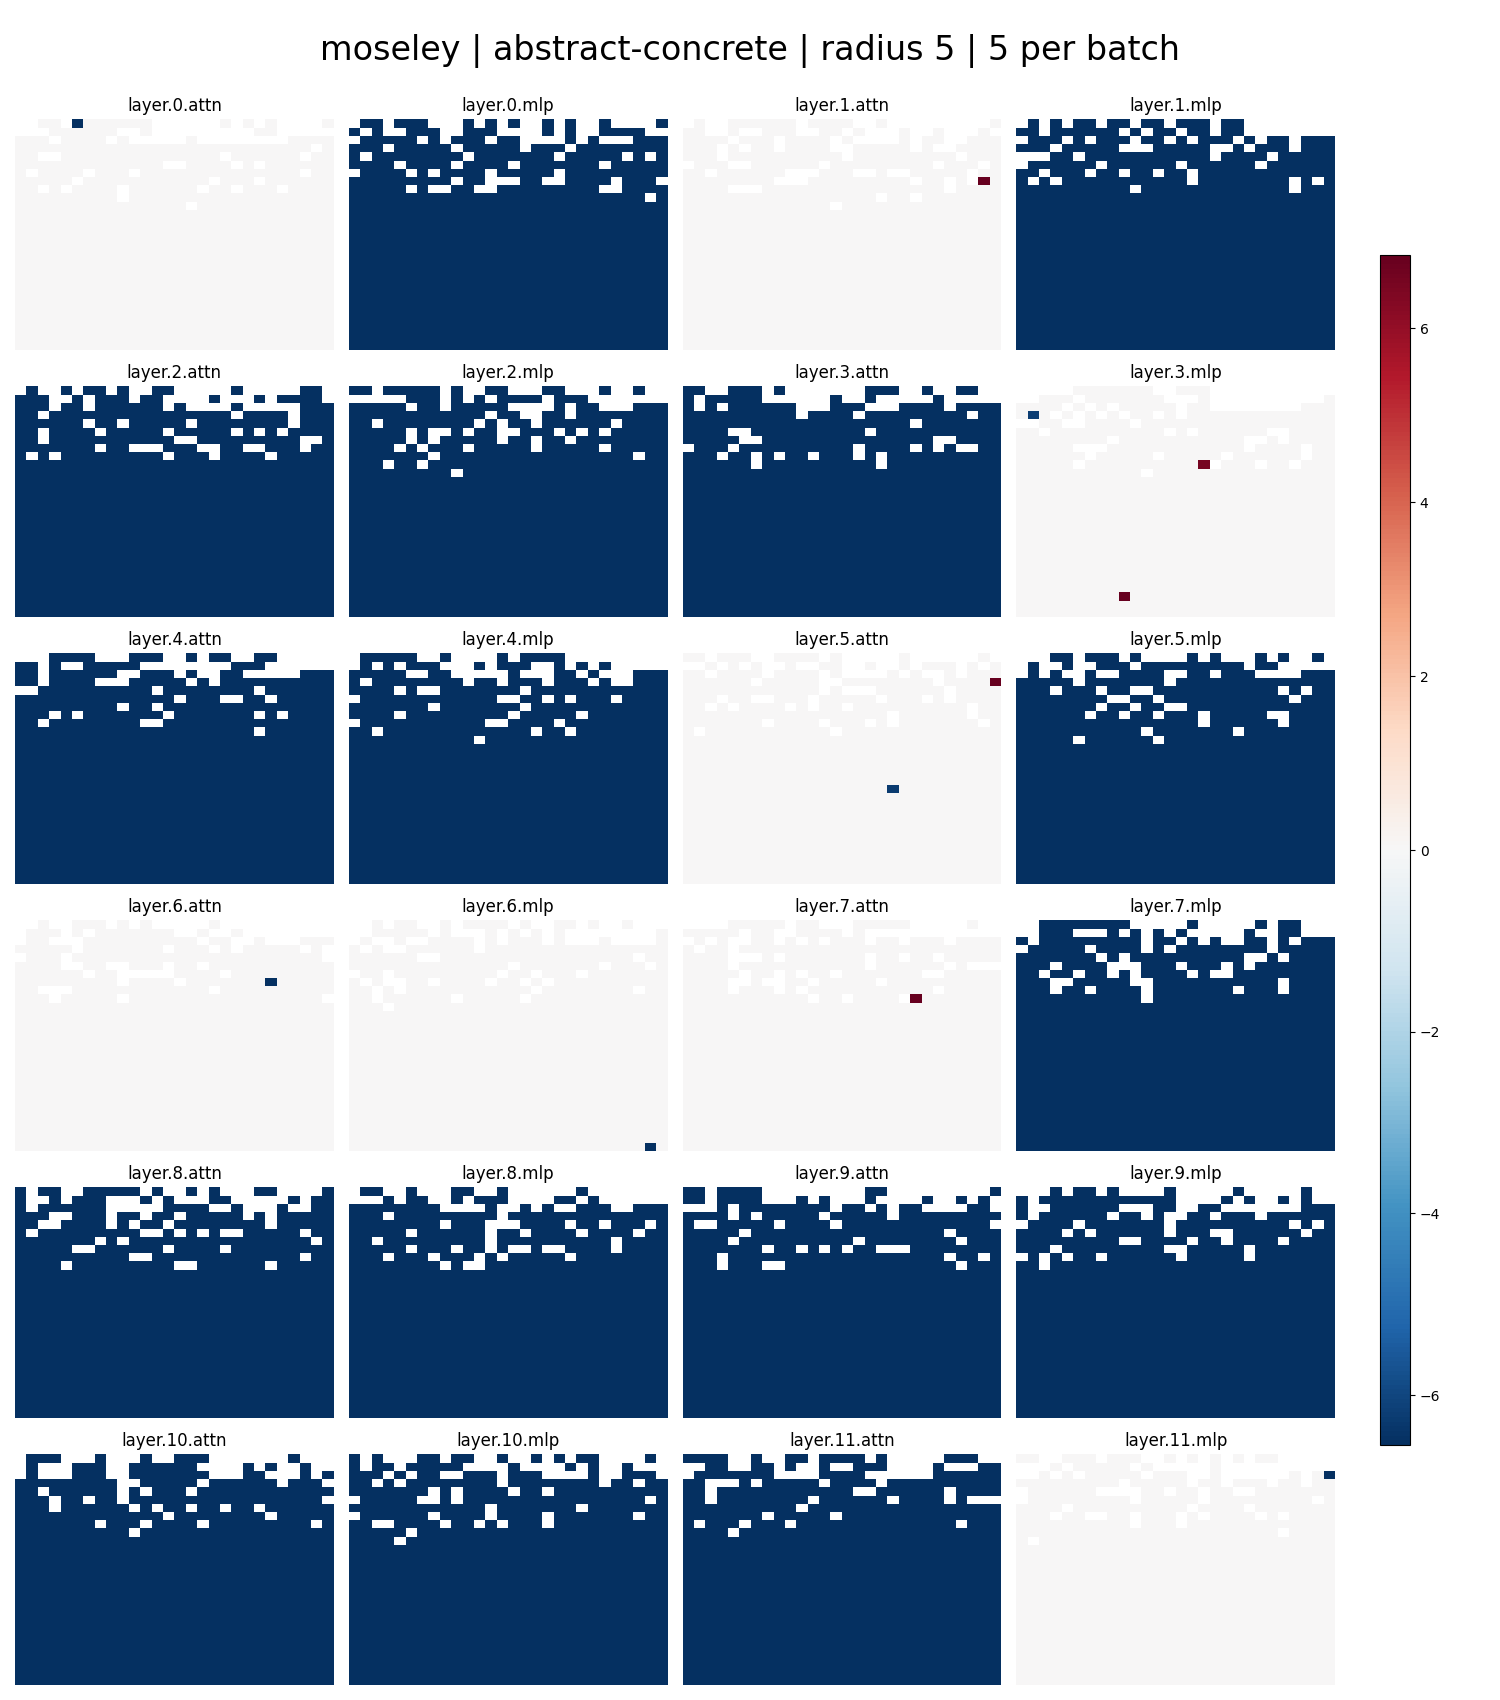 moseley | abstract-concrete | radius 5 | 5 per batch
layer.0.attn
layer.0.mlp
layer.1.attn
layer.1.mlp
layer.2.attn
layer.2.mlp
layer.3.attn
layer.3.mlp
layer.4.attn
layer.4.mlp
layer.5.attn
layer.5.mlp
layer.6.attn
layer.6.mlp
layer.7.attn
layer.7.mlp
layer.8.attn
layer.8.mlp
layer.9.attn
layer.9.mlp
layer.10.attn
layer.10.mlp
layer.11.attn
layer.11.mlp
6
4
2
0
−2
−4
−6